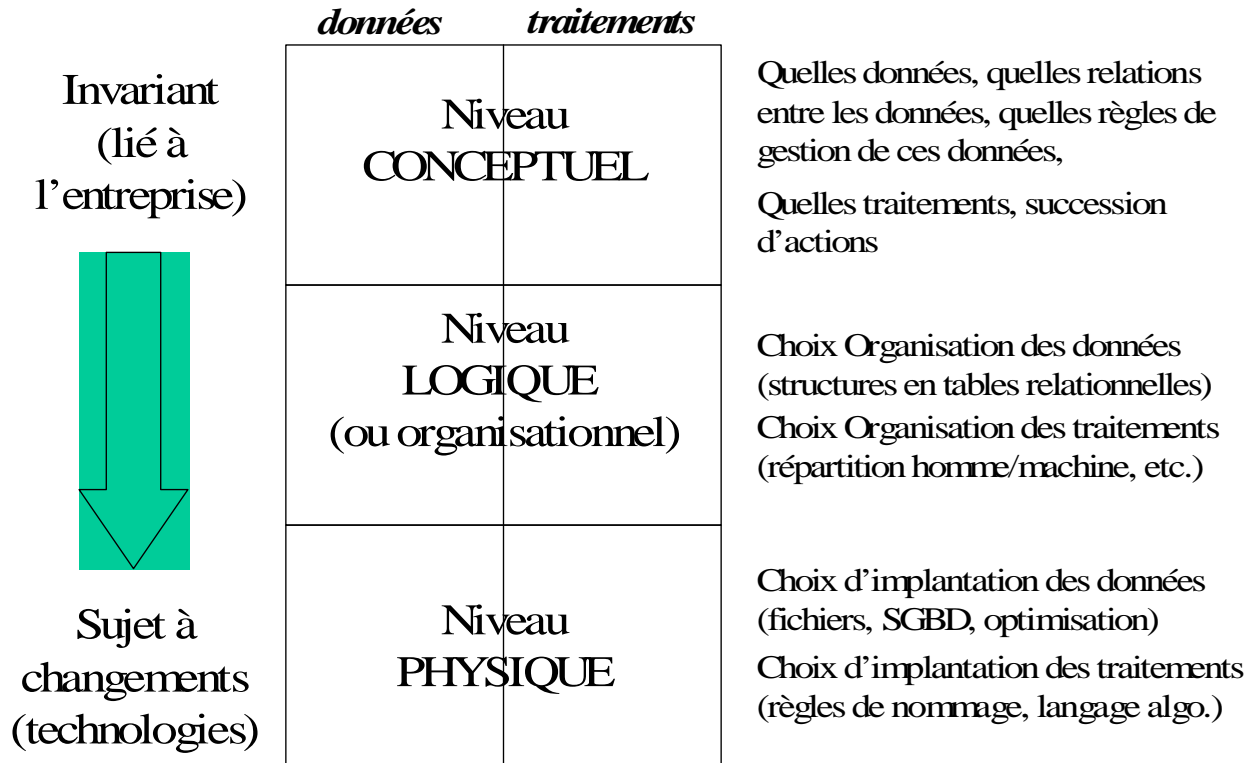 données traitements
Invariant
(lié à
l'entreprise)
Niveau
CONCEPTUEL
Quelles données, quelles relations
entre les données, quelles règles de
gestion de ces données,
Quelles traitements, succession
d'actions
Niveau
LOGIQUE
(ou organisationnel)
Choix Organisation des données
(structures en tables relationnelles)
Choix Organisation des traitements
(répartition homme/machine, etc.)
Sujet à
changements
(technologies)
Niveau
PHYSIQUE
Choix d'implantation des données
(fichiers, SGBD, optimisation)
Choix d'implantation des traitements
(règles de nommage, langage algo.)